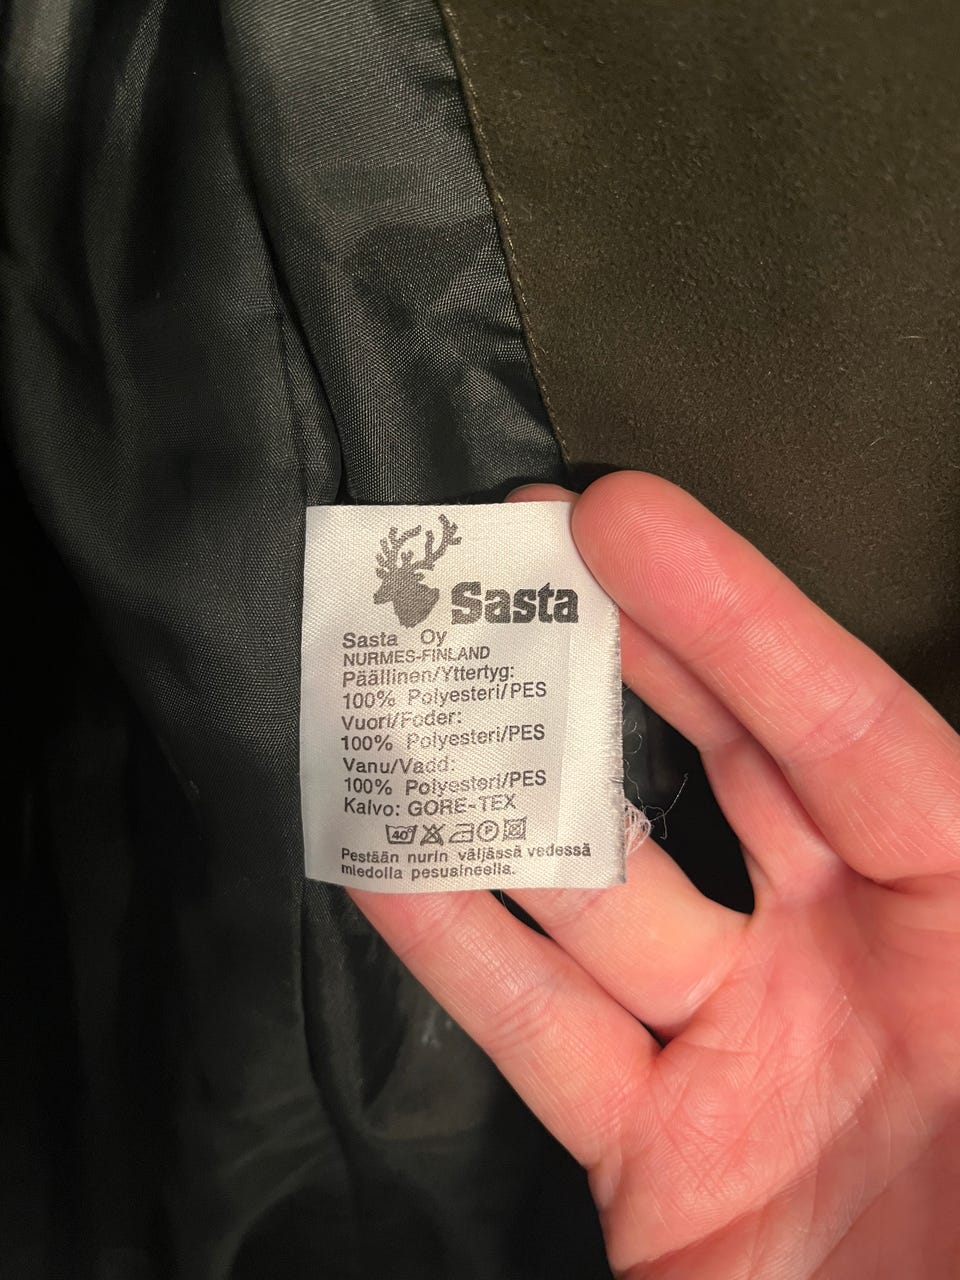 Sasta
Sasta Oy
NURMES-FINLAND
Päällinen/Yttertyg:
100% Polyesteri/PES
Vuori/Foder:
100% Polyesteri/PES
Vanu/Vadd:
100% Polyesteri/PES
Kalvo: GORE-TEX
40° P
Pestään nurin väljässä vedessä
miedolla pesuaineella.